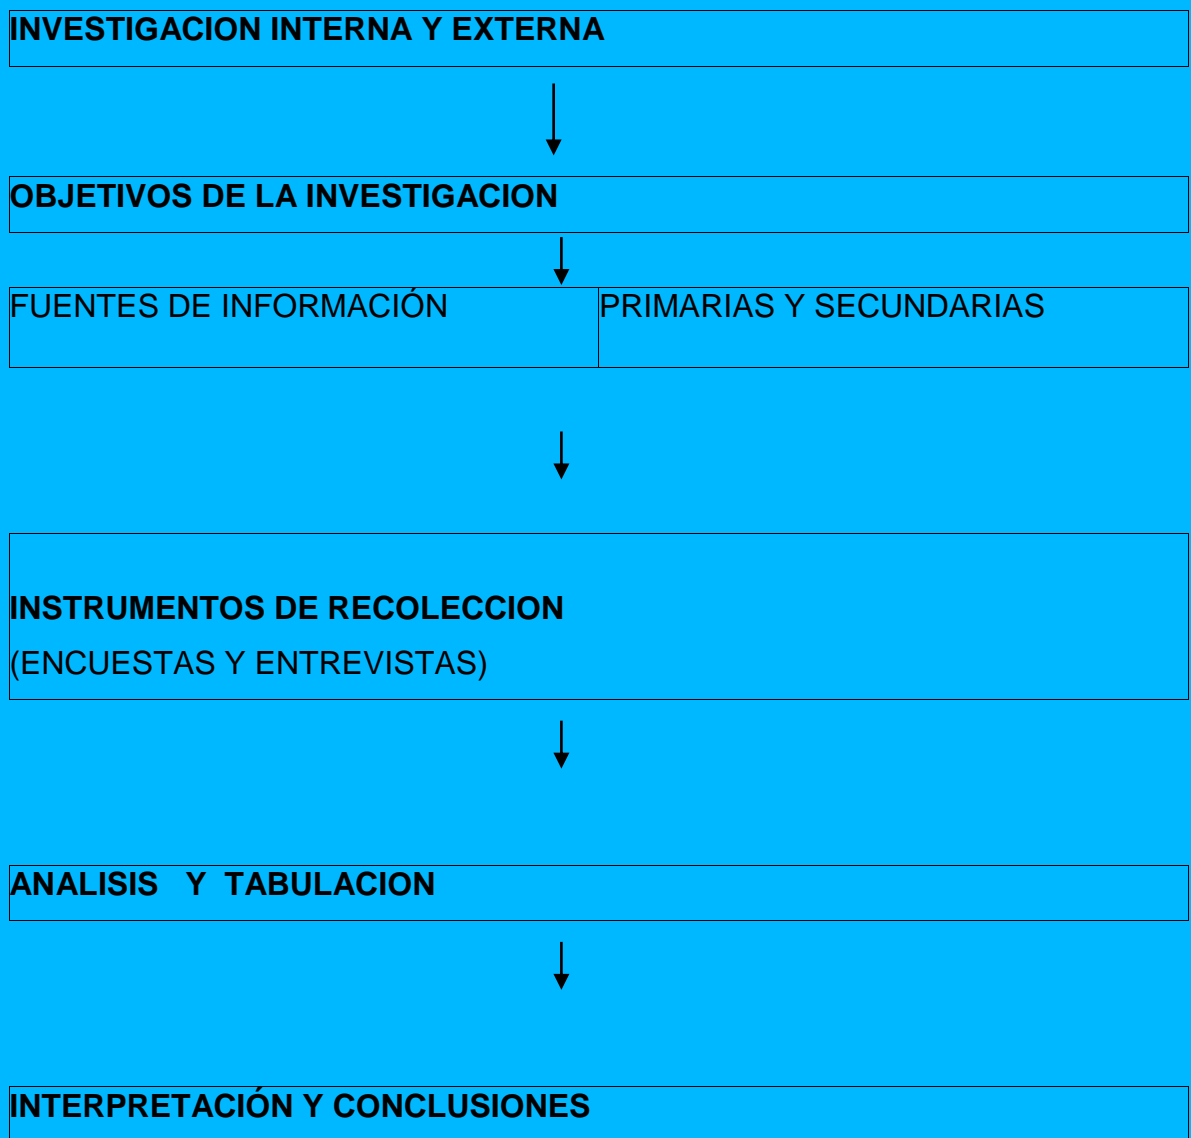 INVESTIGACION INTERNA Y EXTERNA
OBJETIVOS DE LA INVESTIGACION
FUENTES DE INFORMACIÓN PRIMARIAS Y SECUNDARIAS
INSTRUMENTOS DE RECOLECCION
(ENCUESTAS Y ENTREVISTAS)
ANALISIS Y TABULACION
INTERPRETACIÓN Y CONCLUSIONES